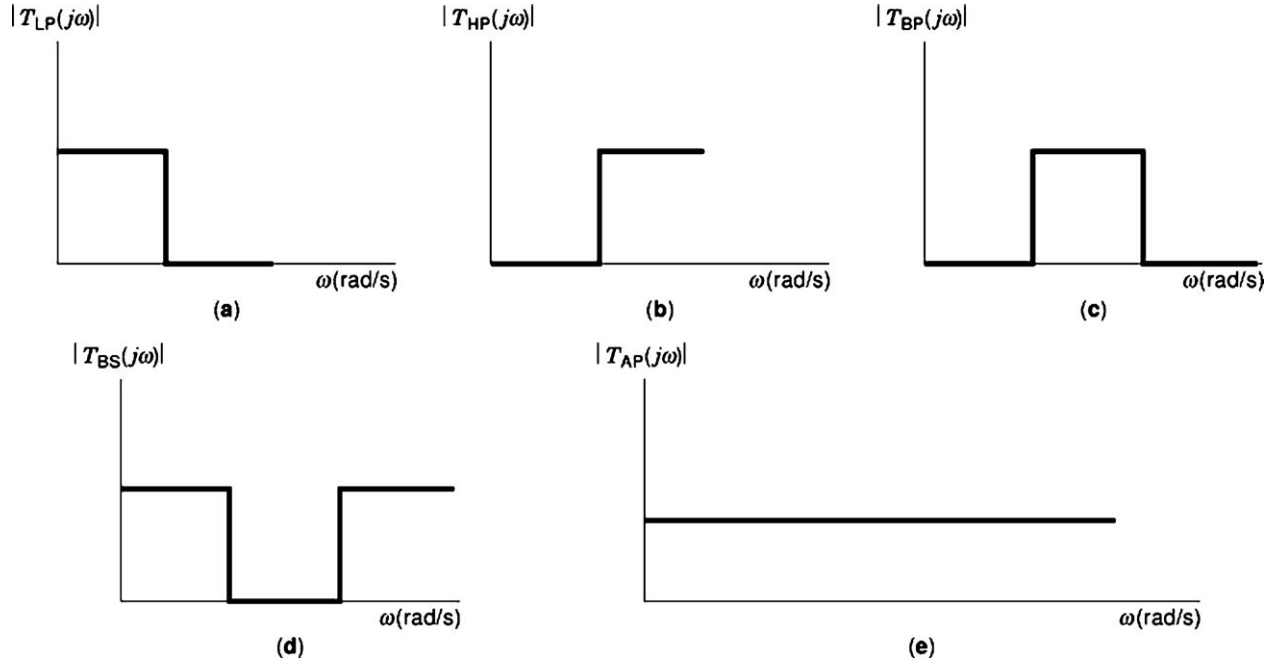 |T_LP(jω)| |T_HP(jω)| |T_BP(jω)|
ω(rad/s) ω(rad/s) ω(rad/s)
(a) (b) (c)
|T_BS(jω)| |T_AP(jω)|
ω(rad/s) ω(rad/s)
(d) (e)